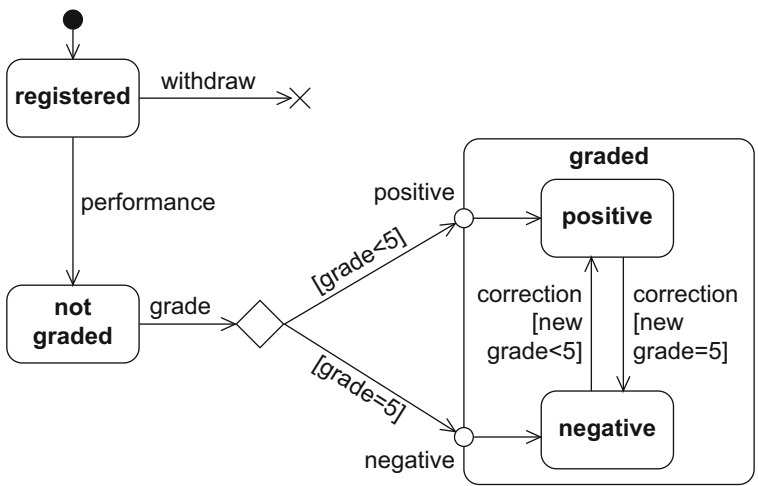 registered
withdraw
performance
not
graded
grade
[grade<5]
[grade=5]
positive
negative
graded
positive
correction
[new
grade<5]
correction
[new
grade=5]
negative